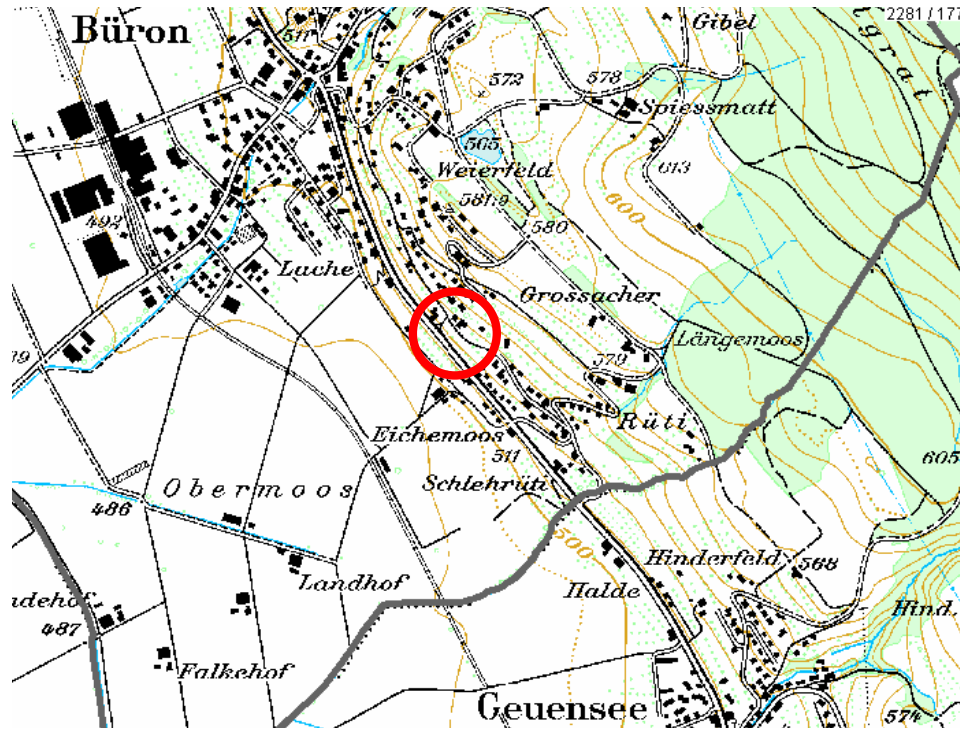 2281 / 177
Büron
511
Gibel
572
578
Spiessmatt
565
Weierfeld
613
581.9
600
492
580
Luche
Grossacher
Längemoos
579
Rüti
Eichemoos
511
605
Schlehrüti
Obermoos
486
500
Hinderfeld
568
Landhof
Halde
Hind.
487
Falkehof
Geuensee
574